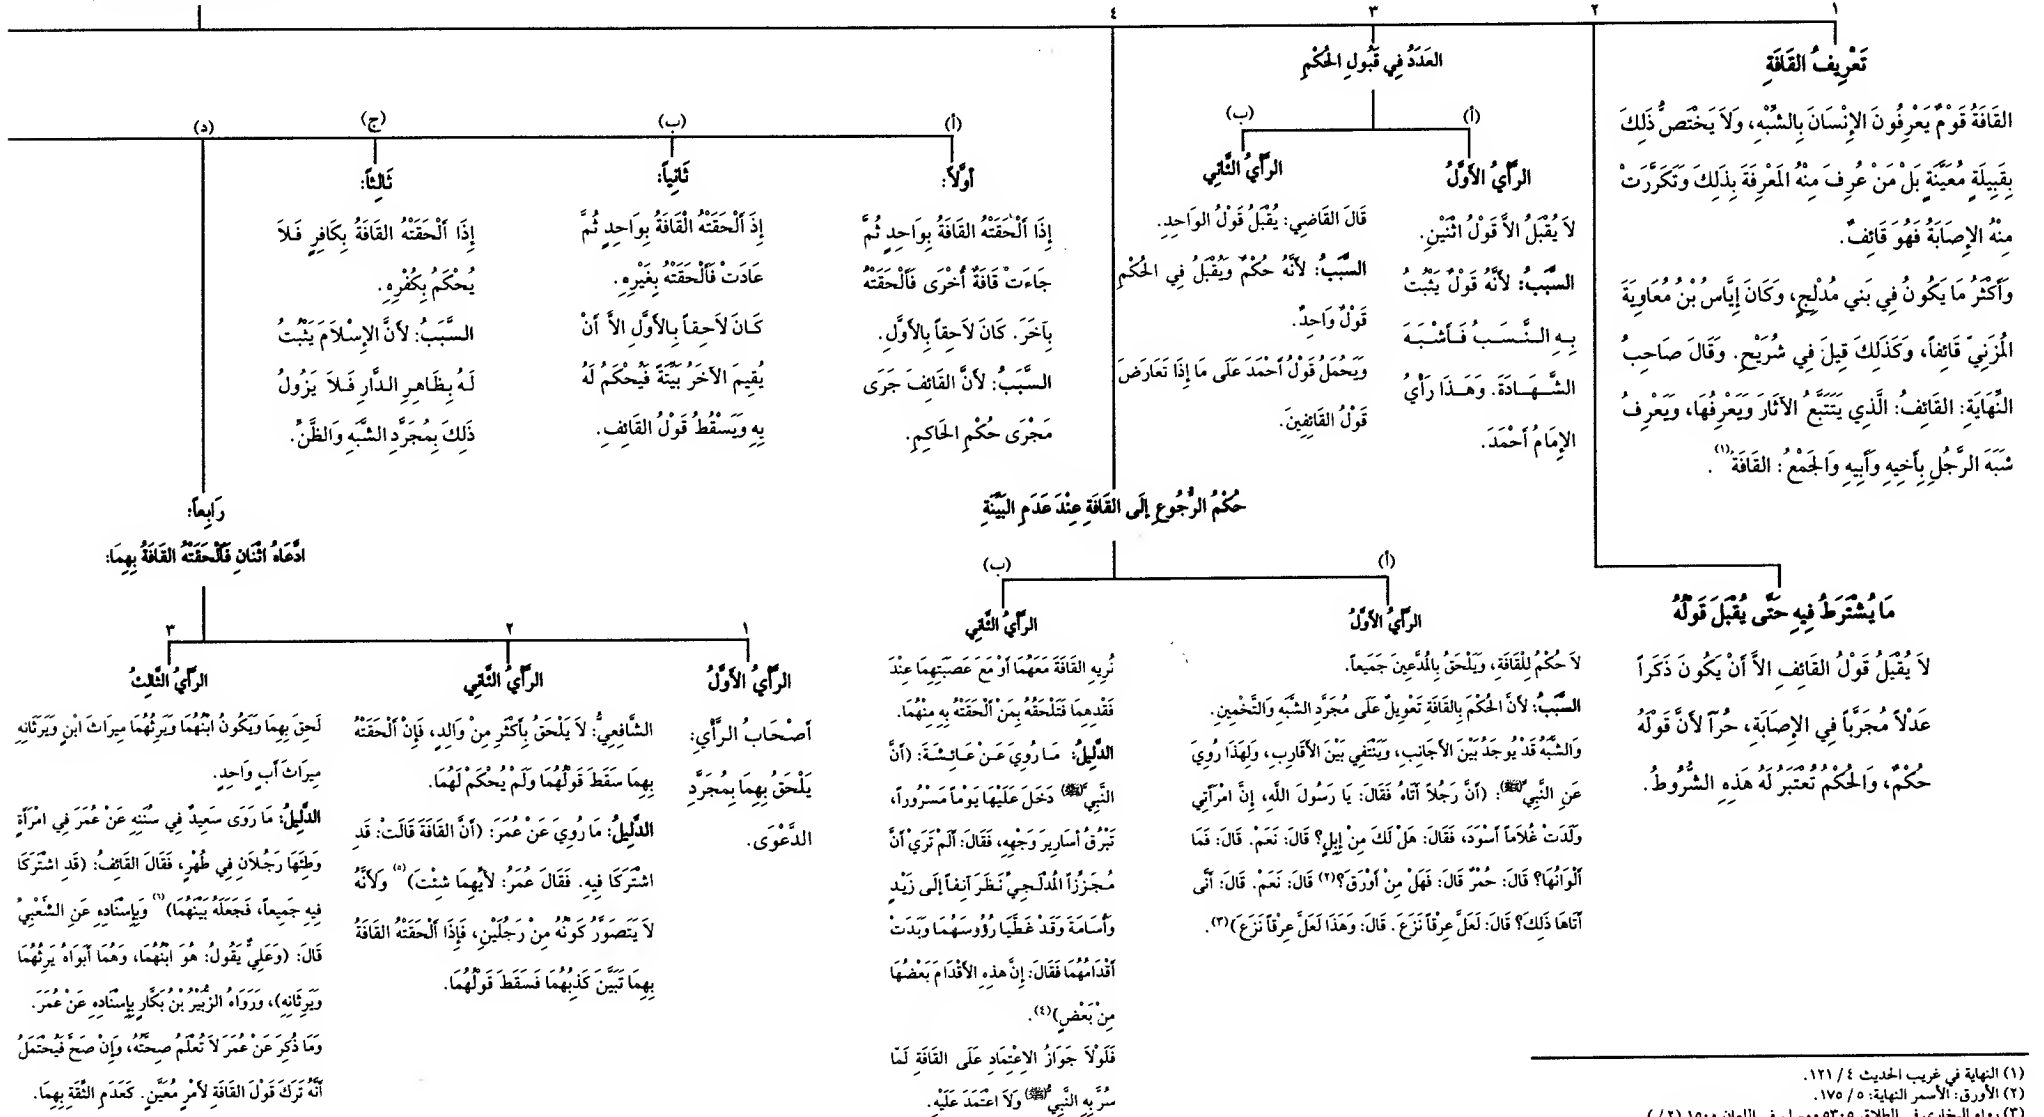 ١
تَعْرِيفُ القَافَةِ
القَافَةُ قَوْمٌ يَعْرِفُونَ الإِنْسَانَ بِالشُّبْهِ، وَلاَ يَخْتَصُّ ذَلِكَ
بِقَبِيلَةٍ مُعَيَّنَةٍ بَلْ مَنْ عُرِفَ مِنْهُ المَعْرِفَةَ بِذَلِكَ وَتَكَرَّرَتْ
مِنْهُ الإِصَابَةُ فَهُوَ قَائِفٌ.
وَأَكْثَرُ مَا يَكُونُ فِي بَنِي مُدْلِجٍ، وَكَانَ إِيَّاسُ بْنُ مُعَاوِيَةَ
المُزَنِيّ قَائِفاً، وَكَذَلِكَ قِيلَ فِي شُرَيْحٍ. وَقَالَ صَاحِبُ
النِّهَايَةِ: القَائِفُ: الَّذِي يَتَتَبَّعُ الآثَارَ وَيَعْرِفُهَا، وَيَعْرِفُ
شَبَهَ الرَّجُلِ بِأَخِيهِ وَأَبِيهِ وَالجَمْعُ: القَافَةُ(١).
٢
مَا يُشْتَرَطُ فِيهِ حَتَّى يُقْبَلَ قَوْلُهُ
لاَ يُقْبَلُ قَوْلُ القَائِفِ الاَّ أَنْ يَكُونَ ذَكَراً
عَدْلاً مُجَرَّباً فِي الإِصَابَةِ، حُرّاً لأَنَّ قَوْلَهُ
حُكْمٌ، وَالحُكْمُ تُعْتَبَرُ لَهُ هَذِهِ الشُّرُوطُ.
٣
العَدَدُ فِي قَبُولِ الحُكْمِ
(أ)
الرَّأْيُ الأَوَّلُ
لاَ يُقْبَلُ الاَّ قَوْلُ اثْنَيْنِ.
السَّبَبُ: لأَنَّهُ قَوْلٌ يَثْبُتُ
بِهِ النَّسَبُ فَأَشْبَهَ
الشَّهَادَةَ. وَهَذَا رَأْيُ
الإِمَامُ أَحْمَدَ.
(ب)
الرَّأْيُ الثَّانِي
قَالَ القَاضِي: يُقْبَلُ قَوْلُ الوَاحِدِ.
السَّبَبُ: لأَنَّهُ حُكْمٌ وَيُقْبَلُ فِي الحُكْمِ
قَوْلٌ وَاحِدٌ.
وَيَحْمَلُ قَوْلُ أَحْمَدَ عَلَى مَا إِذَا تَعَارَضَ
قَوْلُ القَائِفِينَ.
٤
حُكْمُ الرُّجُوعِ إِلَى القَافَةِ عِنْدَ عَدَمِ البَيِّنَةِ
(أ)
الرَّأْيُ الأَوَّلُ
لاَ حُكْمُ لِلْقَافَةِ، وَيَلْحَقُ بِالمُدَّعِينَ جَمِيعاً.
السَّبَبُ: لأَنَّ الحُكْمَ بِالقَافَةِ تَعْوِيلٌ عَلَى مُجَرَّدِ الشَّبَهِ وَالتَّخْمِينِ.
وَالشَّبَهُ قَدْ يُوجَدُ بَيْنَ الأَجَانِبِ، وَيَنْتَفِي بَيْنَ الأَقَارِبِ، وَلِهَذَا رُوِيَ
عَنِ النَّبِيِّ(ﷺ): (أَنَّ رَجُلاً أَتَاهُ فَقَالَ: يَا رَسُولَ اللَّهِ، إِنَّ امْرَأَتِي
وَلَدَتْ غُلاَماً أَسْوَدَ، فَقَالَ: هَلْ لَكَ مِنْ إِبِلٍ؟ قَالَ: نَعَمْ. قَالَ: فَمَا
أَلْوَانُهَا؟ قَالَ: حُمْرٌ قَالَ: فَهَلْ مِنْ أَوْرَقَ؟(٢) قَالَ: نَعَمْ. قَالَ: أَنَّى
أَتَاهَا ذَلِكَ؟ قَالَ: لَعَلَّ عِرْقاً نَزَعَ. قَالَ: وَهَذَا لَعَلَّ عِرْقاً نَزَعَ)(٣).
(ب)
الرَّأْيُ الثَّانِي
نُرِيهِ القَافَةَ مَعَهُمَا أَوْ مَعَ عَصَبَتِهِمَا عِنْدَ
فَقْدِهِمَا فَتَلْحَقُهُ بِمَنْ أَلْحَقَتْهُ بِهِ مِنْهُمَا.
الدَّلِيلُ: مَا رُوِيَ عَنْ عَائِشَةَ: (أَنَّ
النَّبِيَّ(ﷺ) دَخَلَ عَلَيْهَا يَوْماً مَسْرُوراً،
تَبْرُقُ أَسَارِيرَ وَجْهِهِ، فَقَالَ: أَلَمْ تَرَيْ أَنَّ
مُجَزَّزاً المُدْلَجِيَّ نَظَرَ آنِفاً إِلَى زَيْدٍ
وَأُسَامَةَ وَقَدْ غَطَّيَا رُؤُوسَهُمَا وَبَدَتْ
أَقْدَامُهُمَا فَقَالَ: إِنَّ هَذِهِ الأَقْدَامَ بَعْضُهَا
مِنْ بَعْضٍ)(٤).
فَلَوْلاَ جَوَازُ الاِعْتِمَادِ عَلَى القَافَةِ لَمَا
سُرَّ بِهِ النَّبِيُّ(ﷺ) وَلاَ اعْتَمَدَ عَلَيْهِ.
(أ)
أَوَّلاً:
إِذَا أَلْحَقَتْهُ القَافَةُ بِوَاحِدٍ ثُمَّ
جَاءَتْ قَافَةٌ أُخْرَى فَأَلْحَقَتْهُ
بِآخَرَ. كَانَ لاَحِقاً بِالأَوَّلِ.
السَّبَبُ: لأَنَّ القَائِفَ جَرَى
مَجْرَى حُكْمِ الحَاكِمِ.
(ب)
ثَانِياً:
إِذَ أَلْحَقَتْهُ الْقَافَةُ بِوَاحِدٍ ثُمَّ
عَادَتْ فَأَلْحَقَتْهُ بِغَيْرِهِ.
كَانَ لاَحِقاً بِالأَوَّلِ الاَّ أَنْ
يُقِيمَ الآخَرُ بَيِّنَةً فَيُحْكَمُ لَهُ
بِهِ وَيَسْقُطُ قَوْلُ القَائِفِ.
(ج)
ثَالِثاً:
إِذَا أَلْحَقَتْهُ القَافَةُ بِكَافِرٍ فَلاَ
يُحْكَمُ بِكُفْرِهِ.
السَّبَبُ: لأَنَّ الإِسْلاَمَ يَثْبُتُ
لَهُ بِظَاهِرِ الدَّارِ فَلاَ يَزُولُ
ذَلِكَ بِمُجَرَّدِ الشَّبَهِ وَالظَّنِّ.
(د)
رَابِعاً:
ادَّعَاهُ اثْنَانِ فَأَلْحَقَتْهُ القَافَةُ بِهِمَا:
١
الرَّأْيُ الأَوَّلُ
أَصْحَابُ الرَّأْيِ:
يَلْحَقُ بِهِمَا بِمُجَرَّدِ
الدَّعْوَى.
٢
الرَّأْيُ الثَّانِي
الشَّافِعِيُّ: لاَ يَلْحَقُ بِأَكْثَرِ مِنْ وَالِدٍ، فَإِنْ أَلْحَقَتْهُ
بِهِمَا سَقَطَ قَوْلُهُمَا وَلَمْ يُحْكَمْ لَهُمَا.
الدَّلِيلُ: مَا رُوِيَ عَنْ عُمَرَ: (أَنَّ القَافَةَ قَالَتْ: قَدِ
اشْتَرَكَا فِيهِ. فَقَالَ عُمَرُ: لأَيِّهِمَا شِئْتَ)(٥) وَلأَنَّهُ
لاَ يَتَصَوَّرُ كَوْنُهُ مِنْ رَجُلَيْنِ، فَإِذَا أَلْحَقَتْهُ القَافَةُ
بِهِمَا تَبَيَّنَ كَذِبُهُمَا فَسَقَطَ قَوْلُهُمَا.
٣
الرَّأْيُ الثَّالِثُ
لَحِقَ بِهِمَا وَيَكُونُ ابْنُهُمَا وَيَرِثُهُمَا مِيرَاثَ ابْنٍ وَيَرَثَانِهِ
مِيرَاثَ أَبٍ وَاحِدٍ.
الدَّلِيلُ: مَا رَوَى سَعِيدٌ فِي سُنَنِهِ عَنْ عُمَرَ فِي امْرَأَةٍ
وَطِئَهَا رَجُلاَنِ فِي طُهْرٍ، فَقَالَ القَائِفُ: (قَدِ اشْتَرَكَا
فِيهِ جَمِيعاً، فَجَعَلَهُ بَيْنَهُمَا)(٦) وَبِإِسْنَادِهِ عَنِ الشَّعْبِيِّ
قَالَ: (وَعَلِيٌّ يَقُولُ: هُوَ ابْنُهُمَا، وَهُمَا أَبَوَاهُ يَرِثُهُمَا
وَيَرِثَانِهِ)، وَرَوَاهُ الزُّبَيْرُ بْنُ بَكَّارٍ بِإِسْنَادِهِ عَنْ عُمَرَ.
وَمَا ذُكِرَ عَنْ عُمَرَ لاَ تُعْلَمُ صِحَّتُهُ، وَإِنْ صَحَّ فَيُحْتَمَلُ
أَنَّهُ تَرَكَ قَوْلَ القَافَةِ لأَمْرٍ مُعَيَّنٍ. كَعَدَمِ الثِّقَةِ بِهِمَا.
(١) النهاية في غريب الحديث ٤/ ١٢١.
(٢) الأورق: الأسمر النهاية: ٥/ ١٧٥.